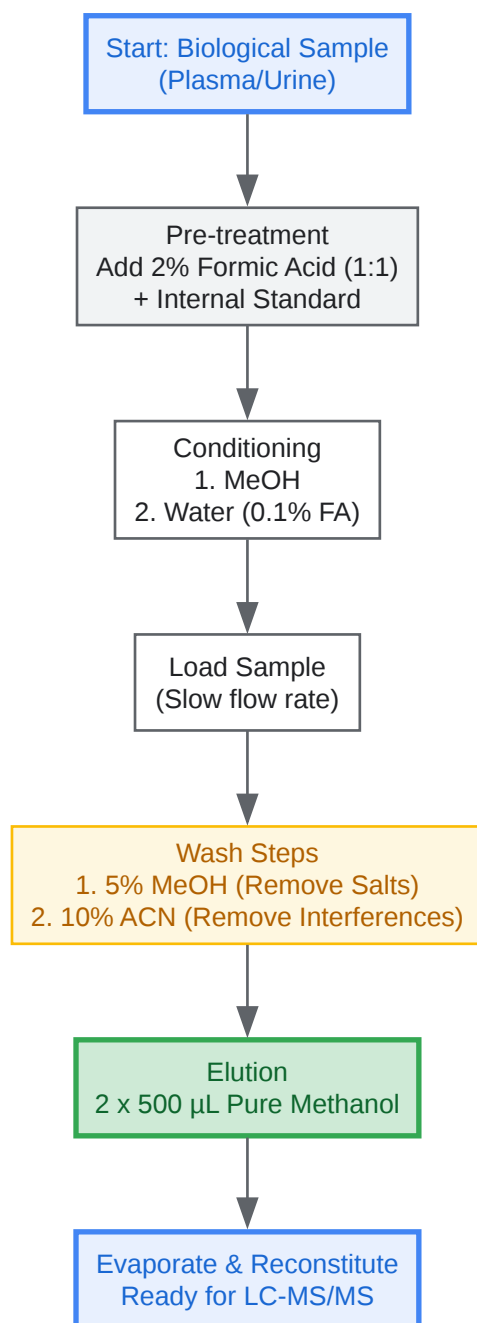 Start: Biological Sample
(Plasma/Urine)
Pre-treatment
Add 2% Formic Acid (1:1)
+ Internal Standard
Conditioning
1. MeOH
2. Water (0.1% FA)
Load Sample
(Slow flow rate)
Wash Steps
1. 5% MeOH (Remove Salts)
2. 10% ACN (Remove Interferences)
Elution
2 x 500 µL Pure Methanol
Evaporate & Reconstitute
Ready for LC-MS/MS